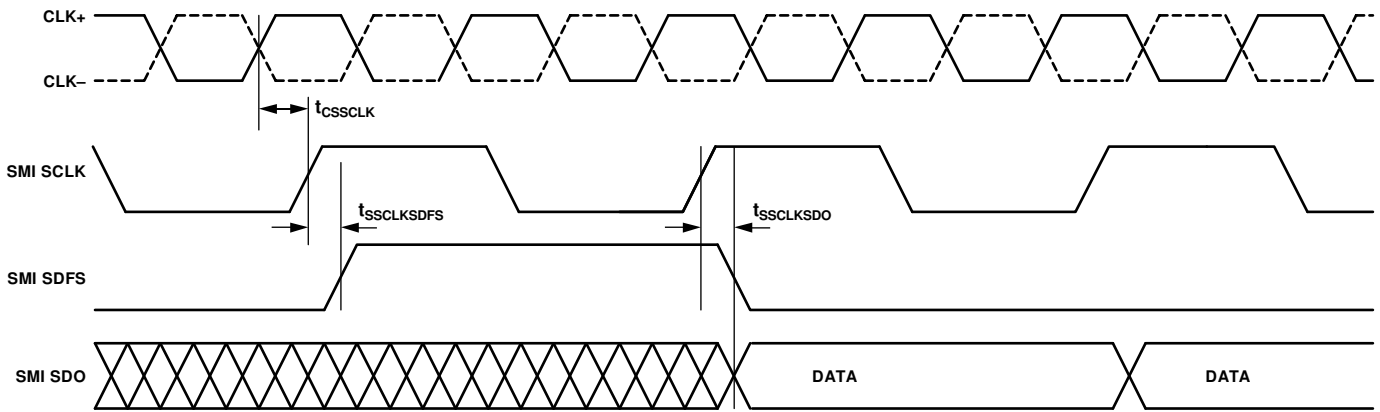 CLK+
CLK–
tCSSCLK
SMI SCLK
tSSCLKSDFS
tSSCLKSDO
SMI SDFS
SMI SDO
DATA
DATA